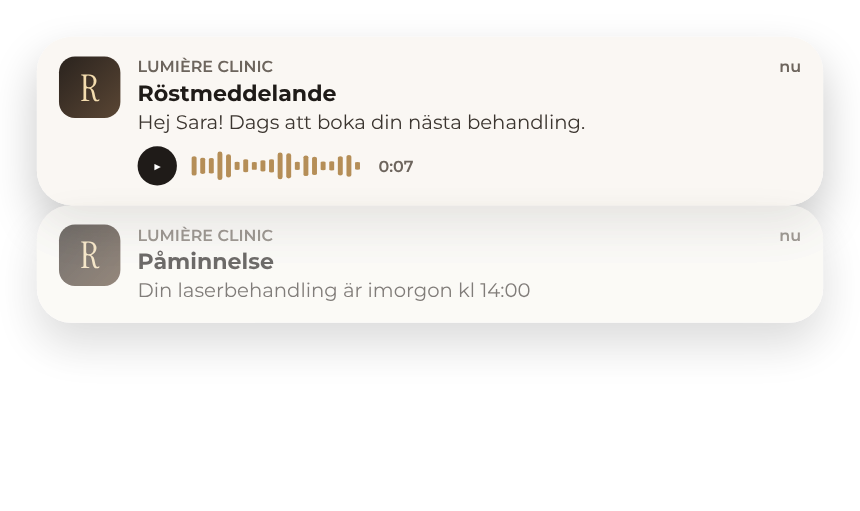 R
LUMIÈRE CLINIC nu
Röstmeddelande
Hej Sara! Dags att boka din nästa behandling.
0:07
R
LUMIÈRE CLINIC nu
Påminnelse
Din laserbehandling är imorgon kl 14:00